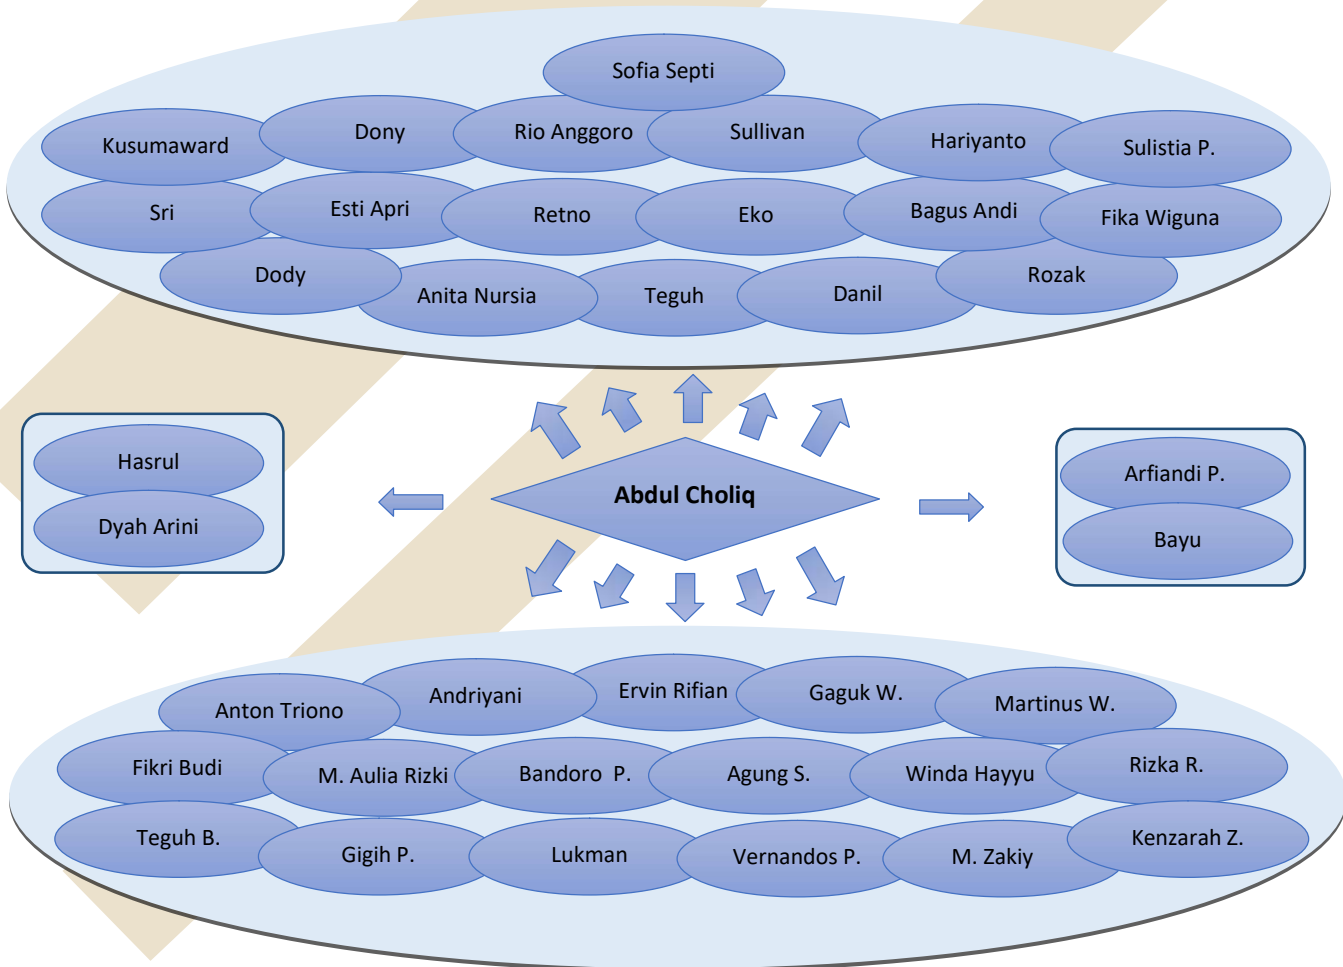 Sofia Septi
Kusumaward
Dony
Rio Anggoro
Sullivan
Hariyanto
Sulistia P.
Sri
Esti Apri
Retno
Eko
Bagus Andi
Fika Wiguna
Dody
Anita Nursia
Teguh
Danil
Rozak
Hasrul
Dyah Arini
Abdul Choliq
Arfiandi P.
Bayu
Anton Triono
Andriyani
Ervin Rifian
Gaguk W.
Martinus W.
Fikri Budi
M. Aulia Rizki
Bandoro P.
Agung S.
Winda Hayyu
Rizka R.
Teguh B.
Gigih P.
Lukman
Vernandos P.
M. Zakiy
Kenzarah Z.